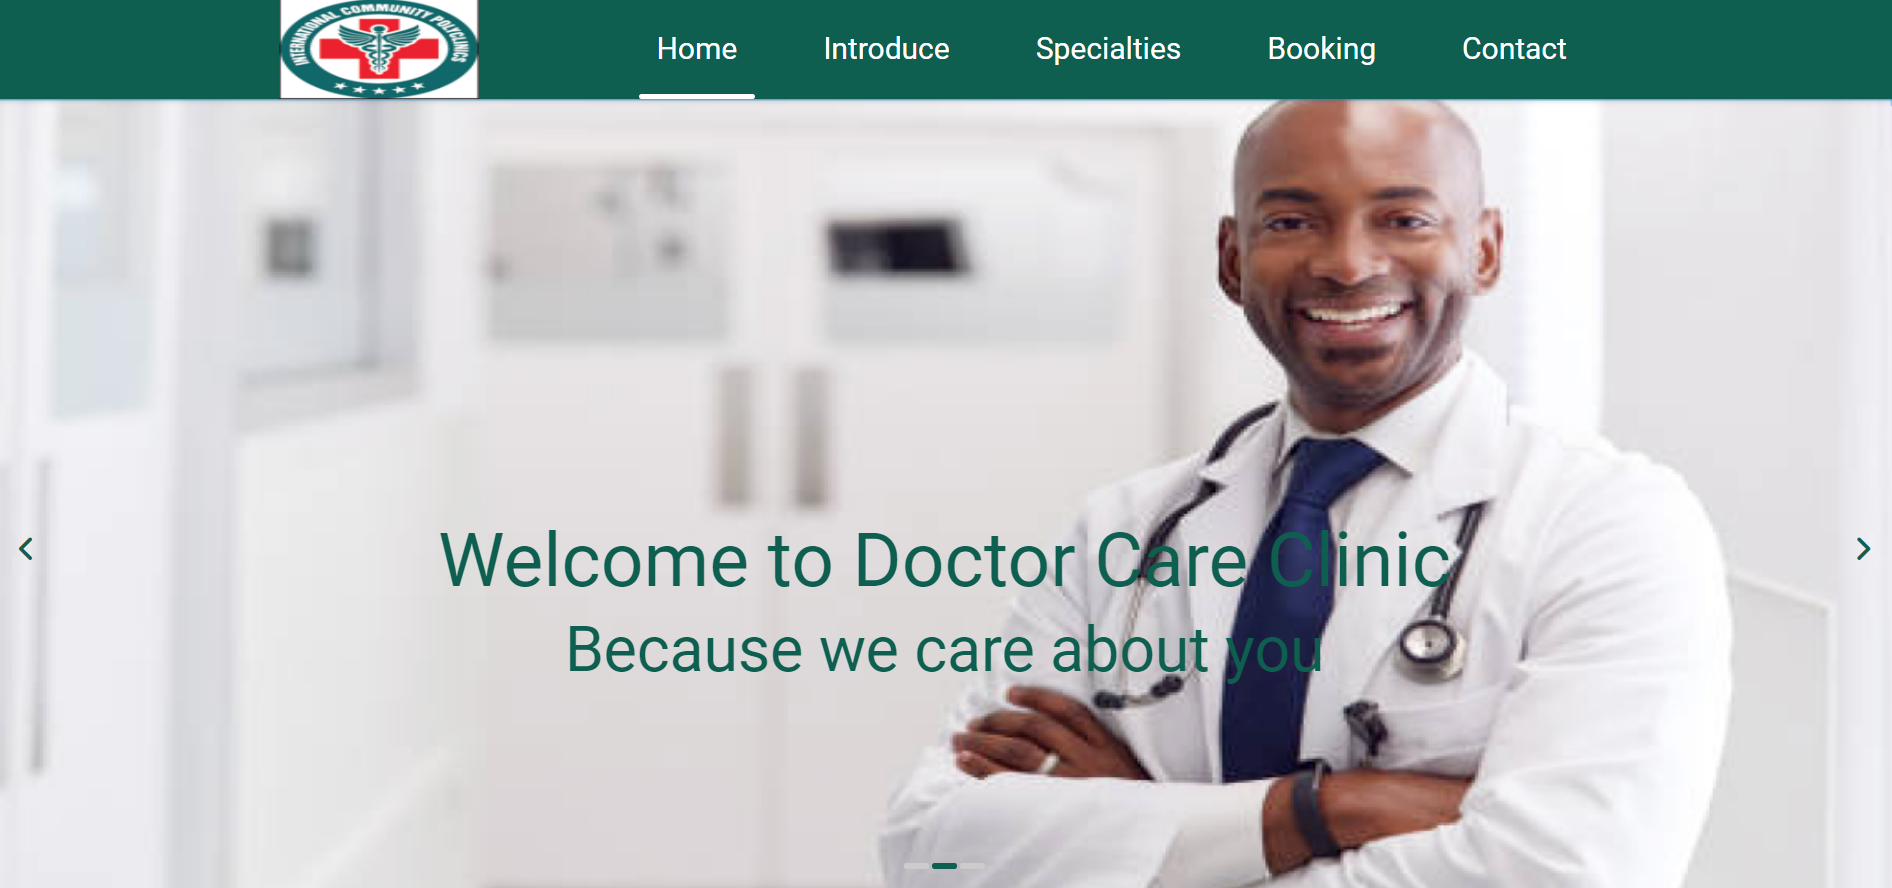 INTERNATIONAL COMMUNITY POLYCLINICS
Home
Introduce
Specialties
Booking
Contact
Welcome to Doctor Care Clinic
Because we care about you